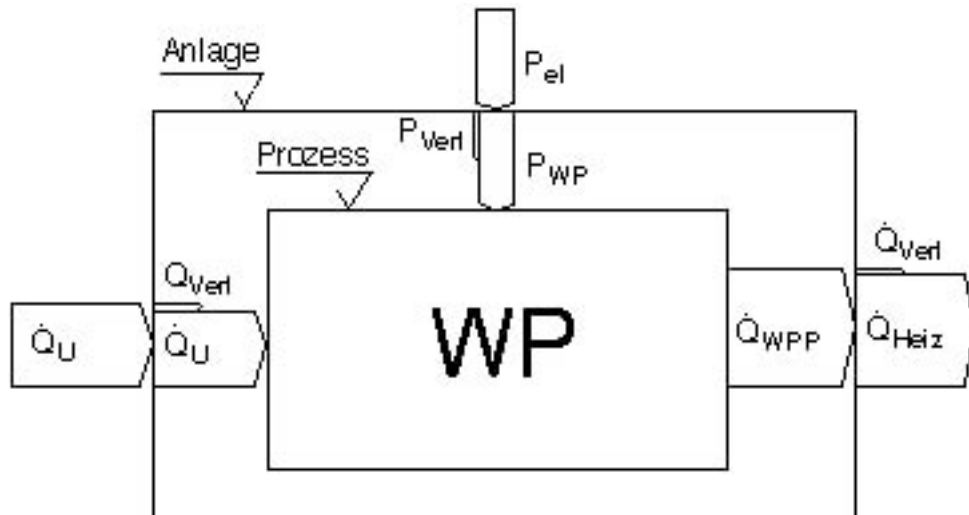 Anlage
P_el
P_Verl
Prozess
P_WP
Q_Verl
Q̇_Verl
Q̇_U
Q̇_U
WP
Q̇_WPP
Q̇_Heiz